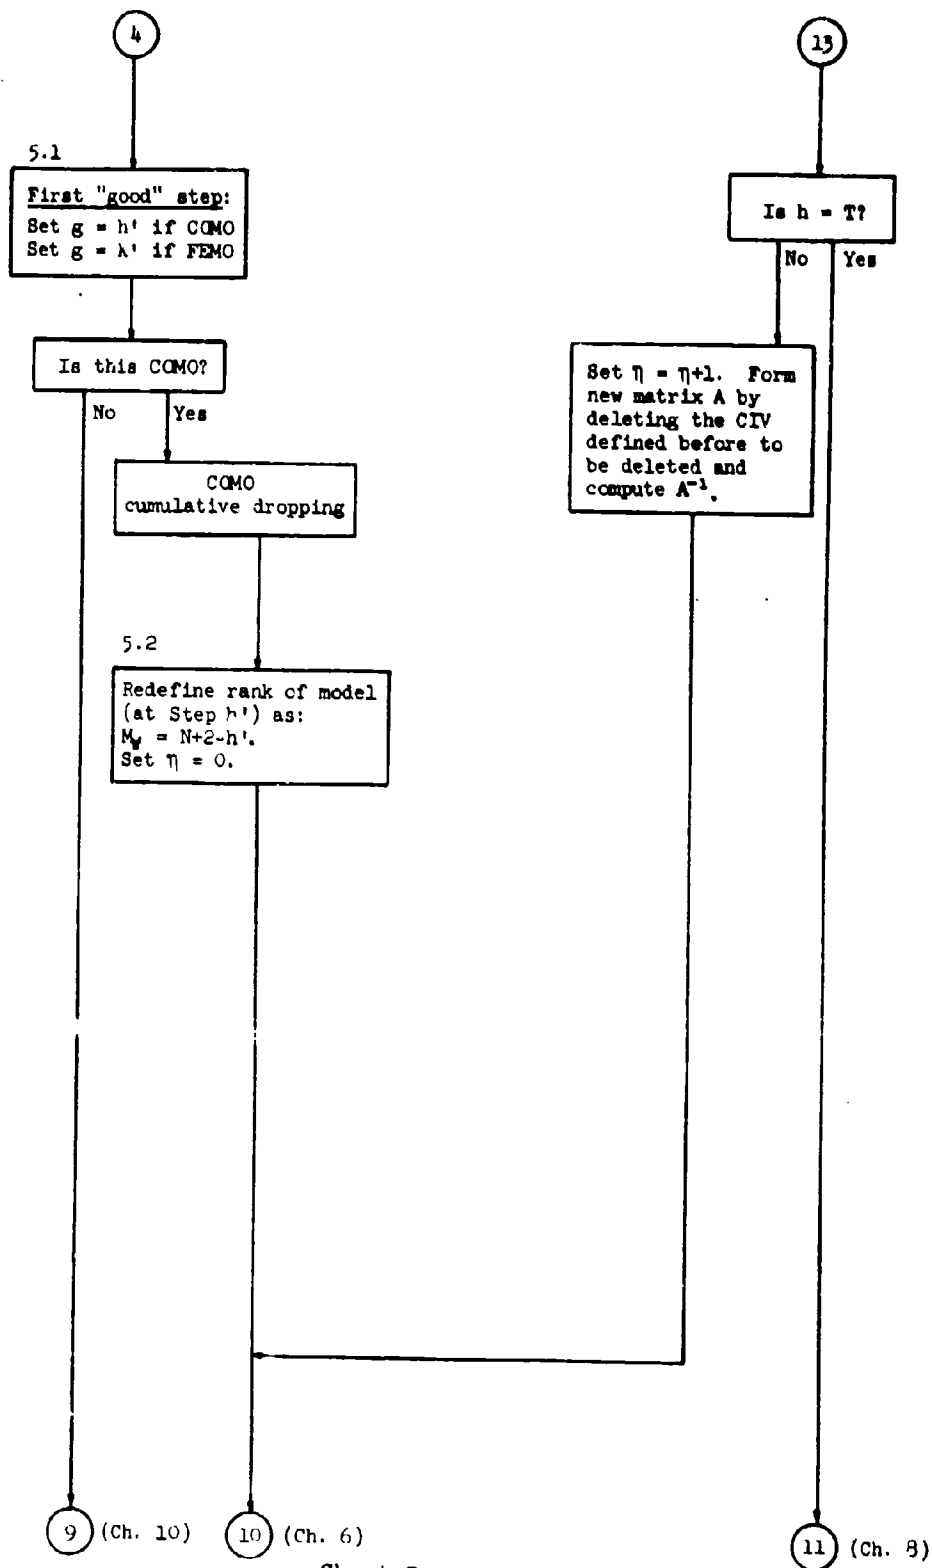 4
5.1
First "good" step:
Set g = h' if COMO
Set g = k' if FEMO
Is this COMO?
No
Yes
COMO
cumulative dropping
5.2
Redefine rank of model
(at Step h') as:
= N+2-h'.
Set η = 0.
9 (Ch. 10)
10 (Ch. 6)
13
Is h = T?
No
Yes
Set η = η+1. Form
new matrix A by
deleting the CIV
defined before to
be deleted and
compute A⁻¹.
11 (Ch. 8)